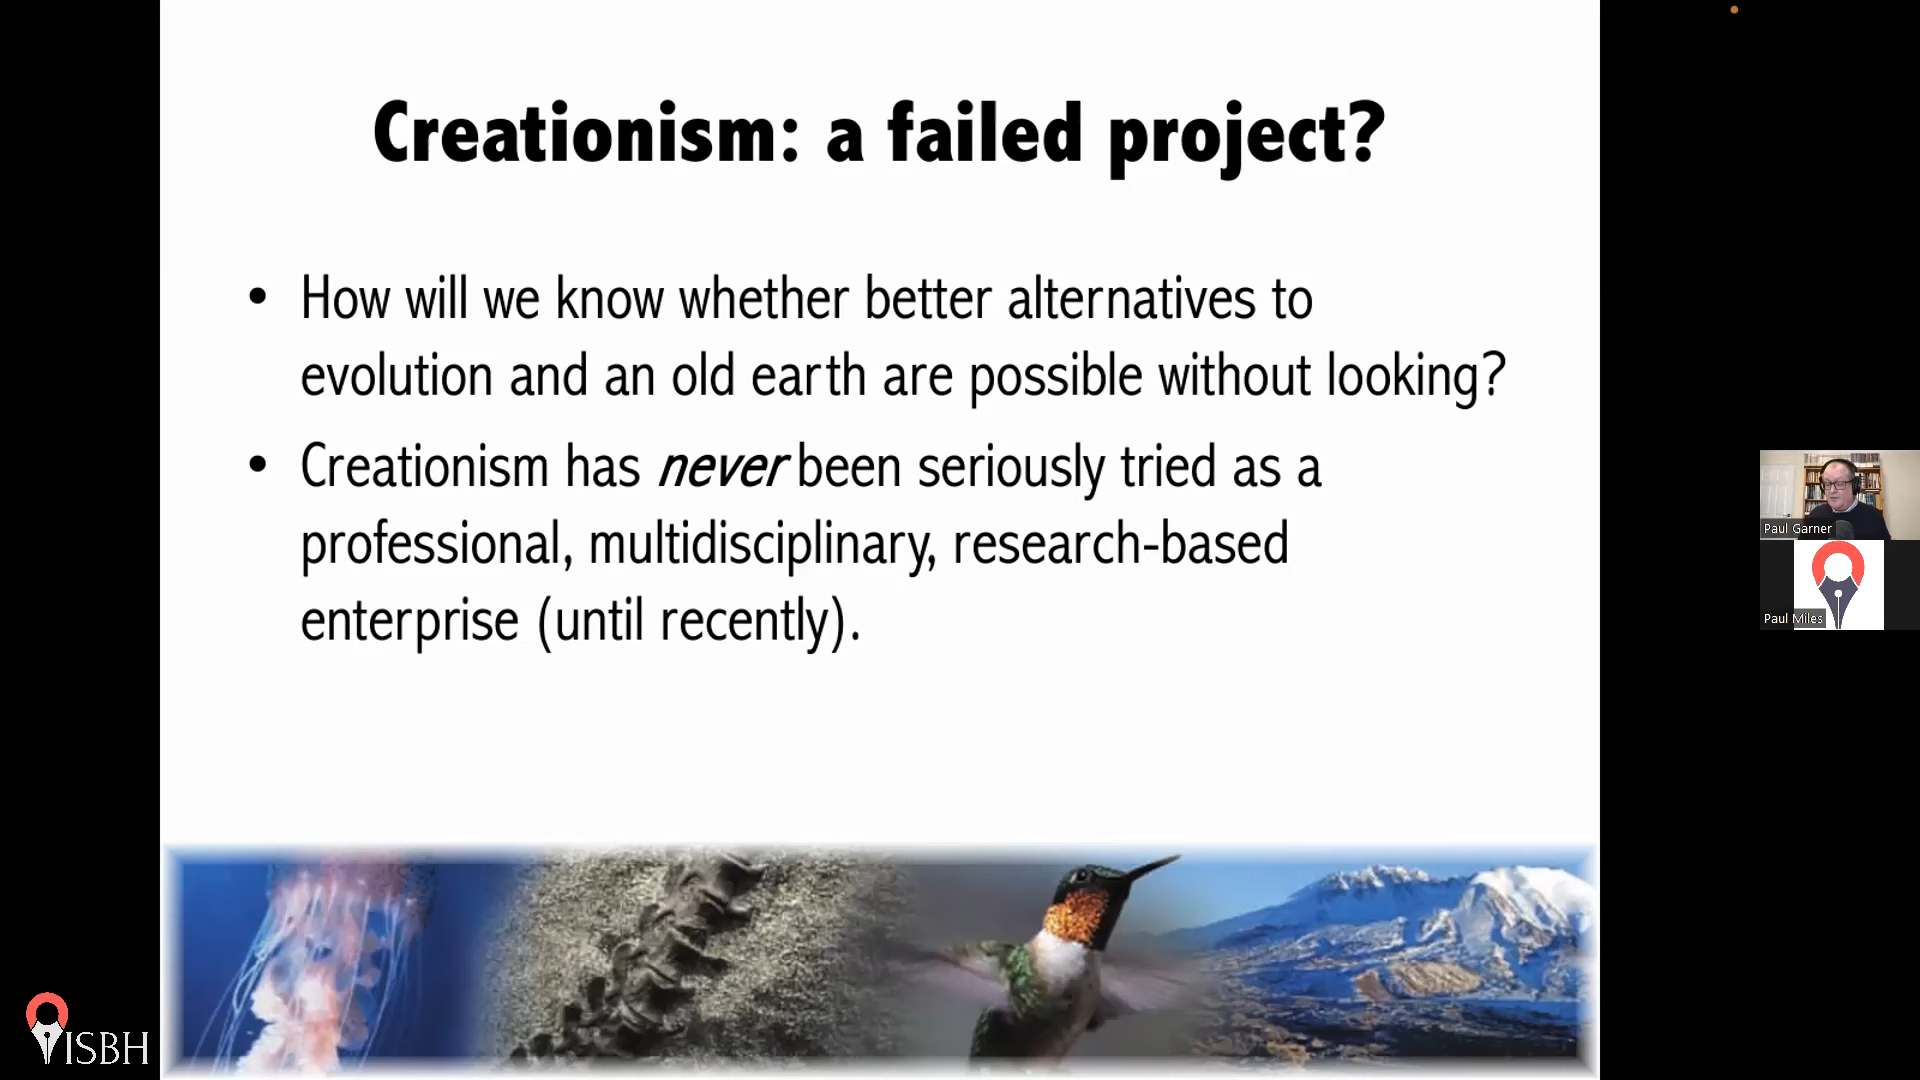 Creationism: a failed project?
• How will we know whether better alternatives to
evolution and an old earth are possible without looking?
• Creationism has never been seriously tried as a
professional, multidisciplinary, research-based
enterprise (until recently).
Paul Garner
Paul Miles
ISBH